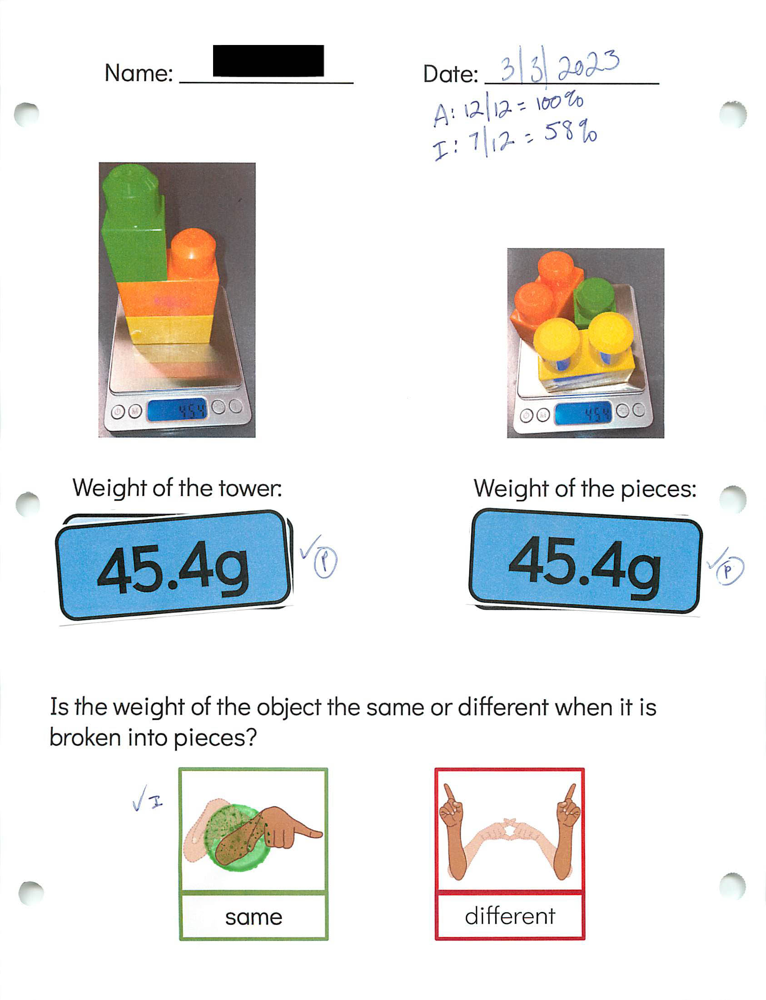 Name:
Date: 3/3/2023
A: 12/12 = 100%
I: 7/12 = 58%
454
454
Weight of the tower:
Weight of the pieces:
45.4g
✓ P
45.4g
✓ P
Is the weight of the object the same or different when it is
broken into pieces?
✓ I
same
different